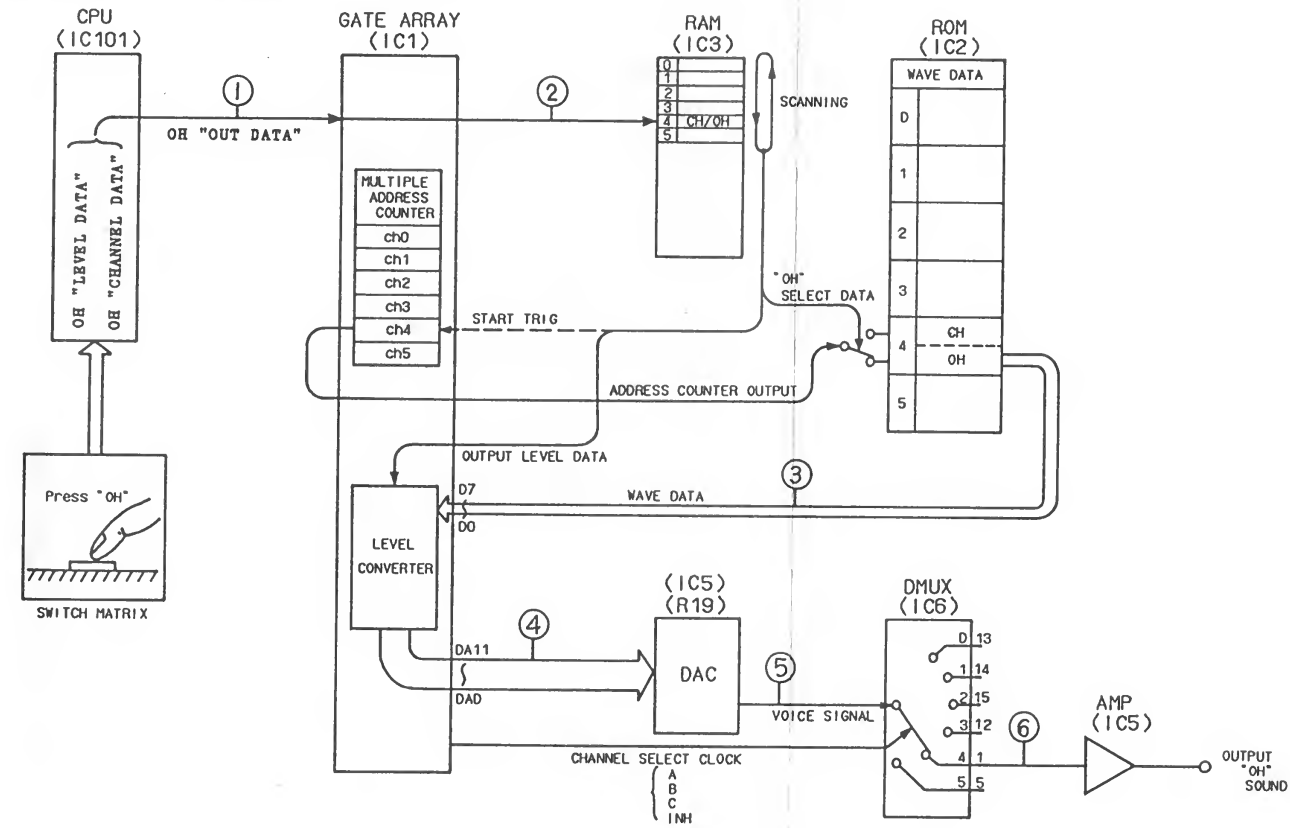 CPU
(IC101)
OH "LEVEL DATA"
OH "CHANNEL DATA"
①
OH "OUT DATA"
Press "OH"
SWITCH MATRIX
GATE ARRAY
(IC1)
MULTIPLE
ADDRESS
COUNTER
ch0
ch1
ch2
ch3
ch4
ch5
②
RAM
(IC3)
0
1
2
3
4 CH/OH
5
SCANNING
ROM
(IC2)
WAVE DATA
D
1
2
3
4
CH
OH
5
"OH"
SELECT DATA
START TRIG
ADDRESS COUNTER OUTPUT
OUTPUT LEVEL DATA
③
WAVE DATA
D7
D0
LEVEL
CONVERTER
④
DA11
DAD
(IC5)
(R19)
DAC
⑤
VOICE SIGNAL
CHANNEL SELECT CLOCK
A
B
C
INH
DMUX
(IC6)
D 13
1 14
2 15
3 12
4 1
5 5
⑥
AMP
(IC5)
OUTPUT
"OH"
SOUND